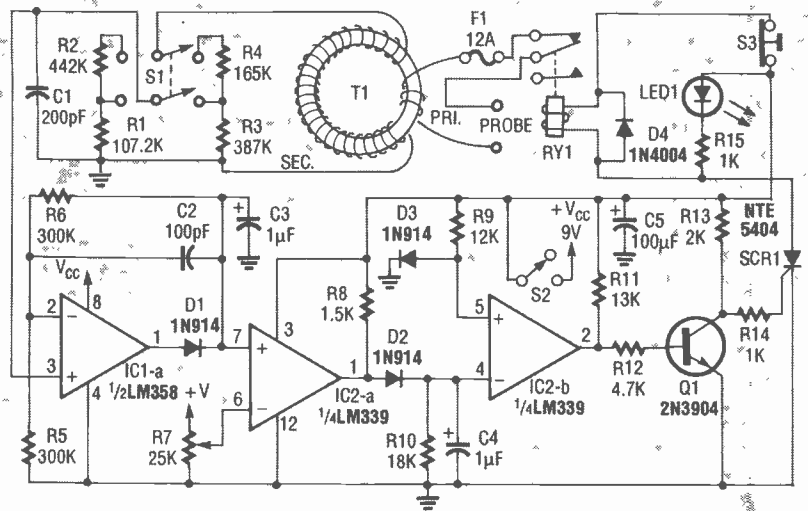 R2
442K
C1
200pF
S1
R4
165K
R1
107.2K
R3
387K
SEC.
T1
PRI.
F1
12A
PROBE
RY1
D4
1N4004
S3
LED1
R15
1K
R6
300K
C2
100pF
C3
1µF
VCC
2
8
3
4
1
D1
1N914
IC1-a
½LM358
R5
300K
+V
R7
25K
7
6
3
12
1
IC2-a
¼LM339
R8
1.5K
D2
1N914
D3
1N914
R9
12K
R10
18K
C4
1µF
5
4
2
IC2-b
¼LM339
+VCC
9V
S2
C5
100µF
R11
13K
R12
4.7K
R13
2K
NTE
5404
SCR1
R14
1K
Q1
2N3904
+
−
+
−
+
−
+
+
+